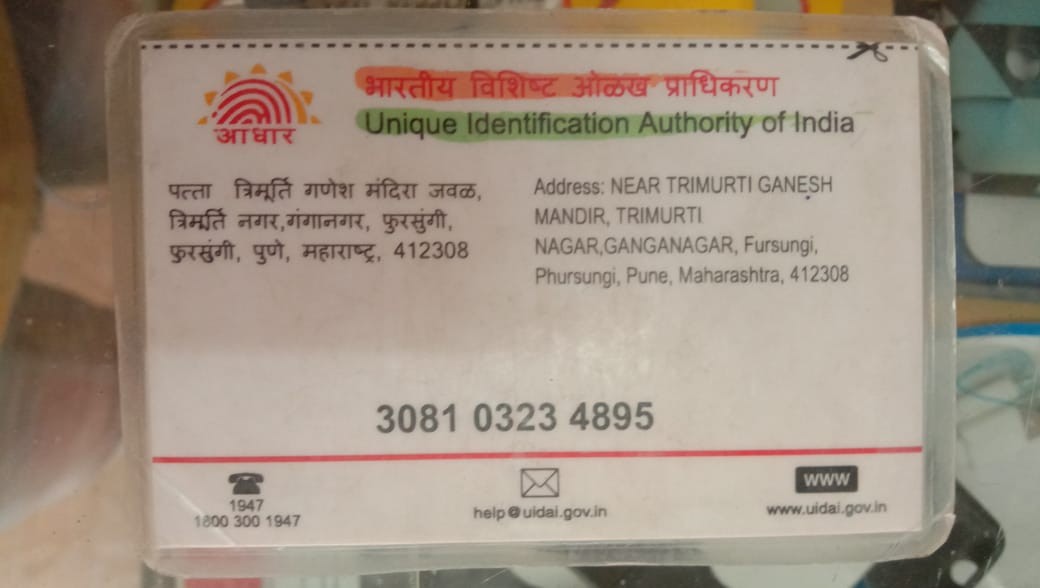 भारतीय विशिष्ट ओळख प्राधिकरण
आधार
Unique Identification Authority of India
पत्ता त्रिमूर्ति गणेश मंदिरा जवळ,
त्रिमूर्ति नगर,गंगानगर, फुरसुंगी,
फुरसुंगी, पुणे, महाराष्ट्र, 412308
Address: NEAR TRIMURTI GANESH
MANDIR, TRIMURTI
NAGAR,GANGANAGAR, Fursungi,
Phursungi, Pune, Maharashtra, 412308
3081 0323 4895
1947
1800 300 1947
help@uidai.gov.in
www
www.uidai.gov.in